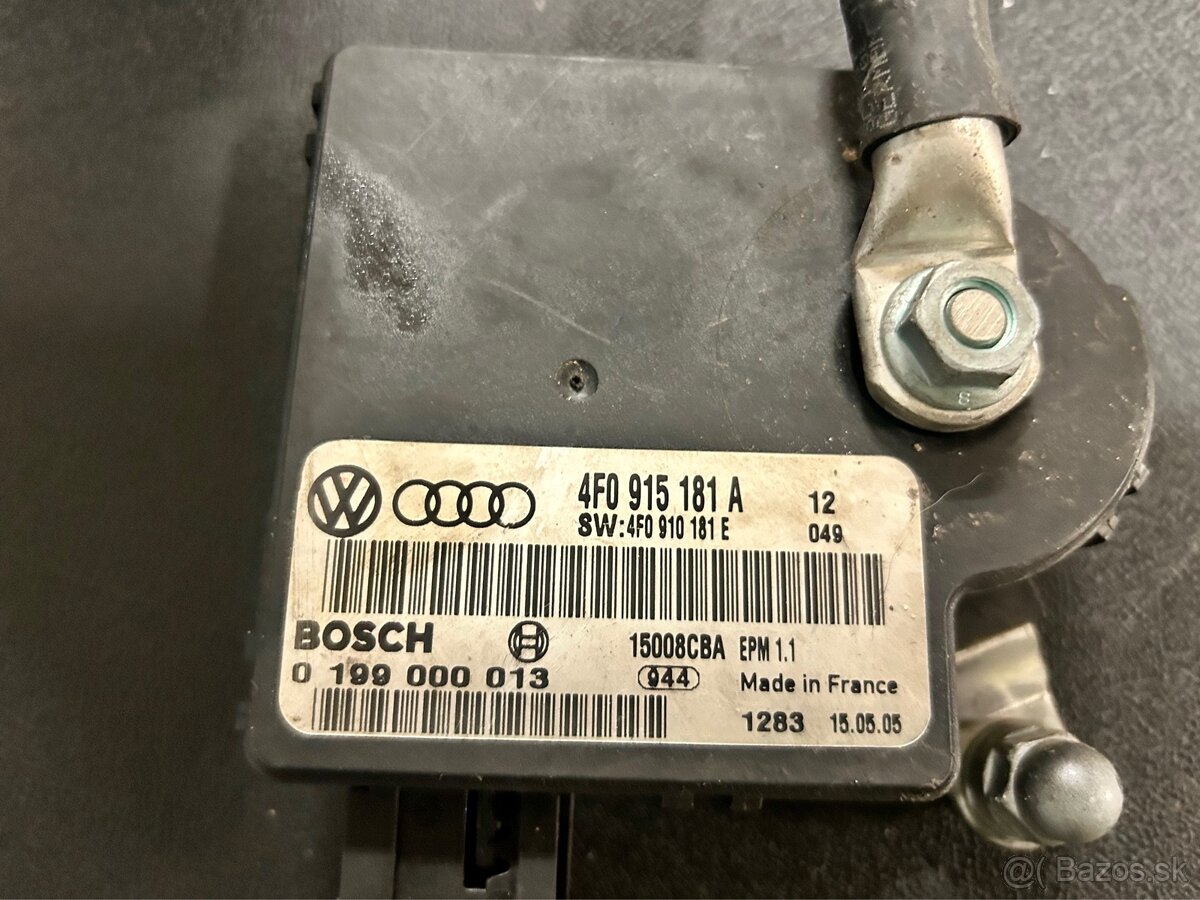 4F0 915 181 A 12
SW:4F0 910 181 E 049
BOSCH 15008CBA EPM 1.1
0 199 000 013 944 Made in France
1283 15.05.05
8
Bazos.sk